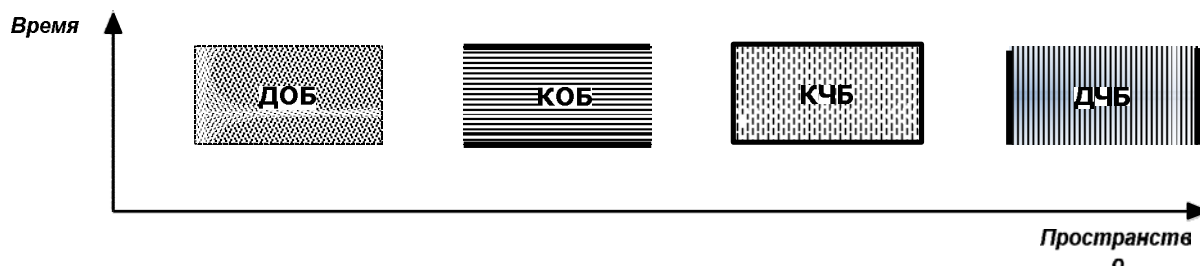 Время
ДОБ
КОБ
КЧБ
ДЧБ
Пространств
о